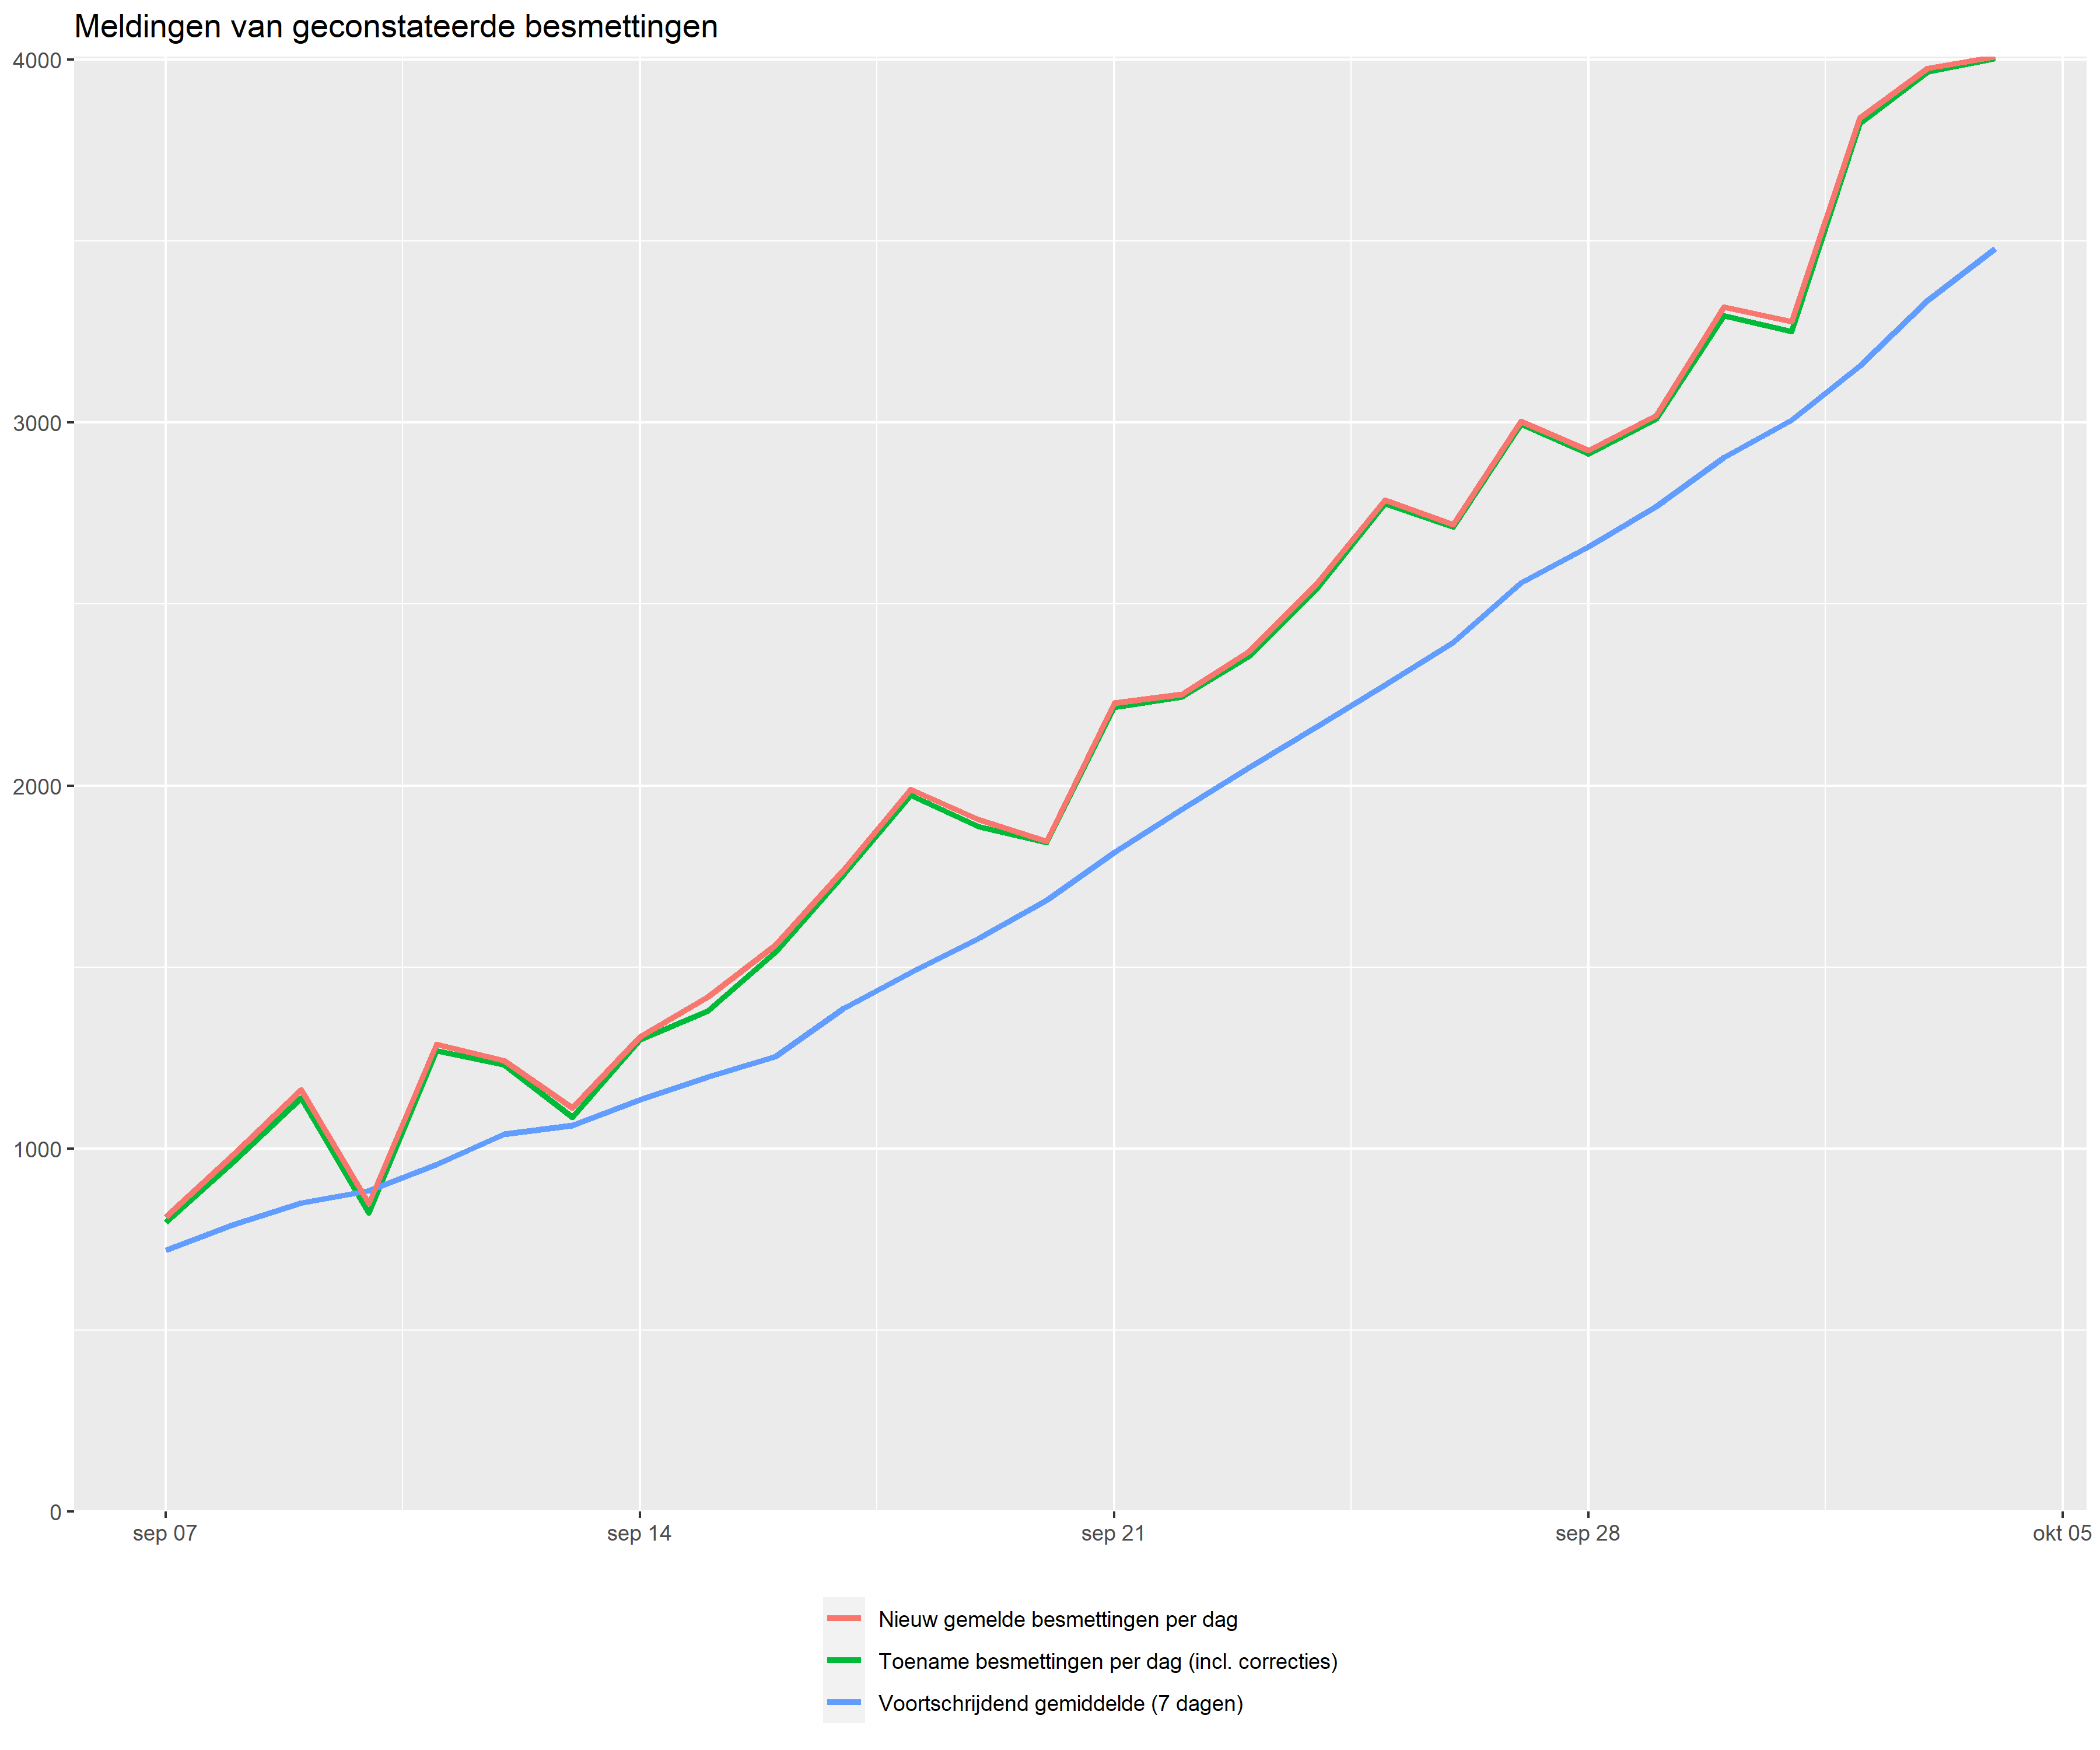 Meldingen van geconstateerde besmettingen
4000
3000
2000
1000
0
sep 07
sep 14
sep 21
sep 28
okt 05
Nieuw gemelde besmettingen per dag
Toename besmettingen per dag (incl. correcties)
Voortschrijdend gemiddelde (7 dagen)